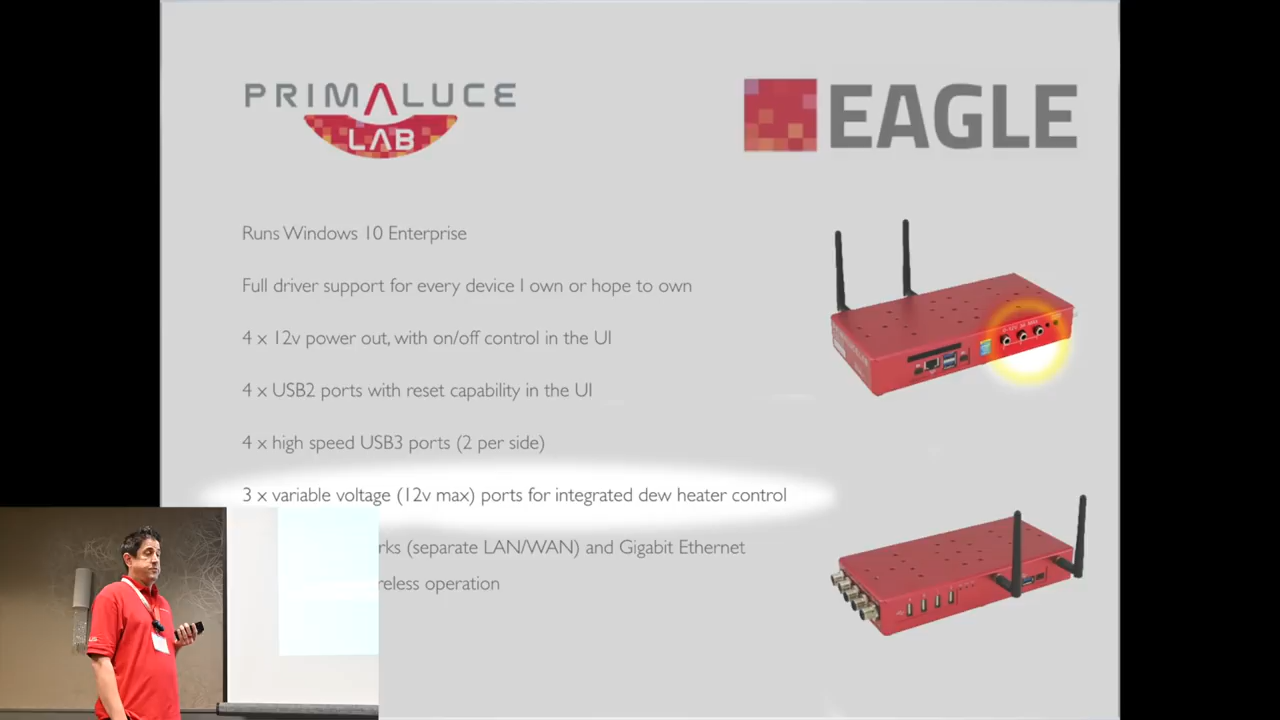 PRIMALUCE
LAB
EAGLE
Runs Windows 10 Enterprise
Full driver support for every device I own or hope to own
4 x 12v power out, with on/off control in the UI
4 x USB2 ports with reset capability in the UI
4 x high speed USB3 ports (2 per side)
3 x variable voltage (12v max) ports for integrated dew heater control
(separate LAN/WAN) and Gigabit Ethernet
operation